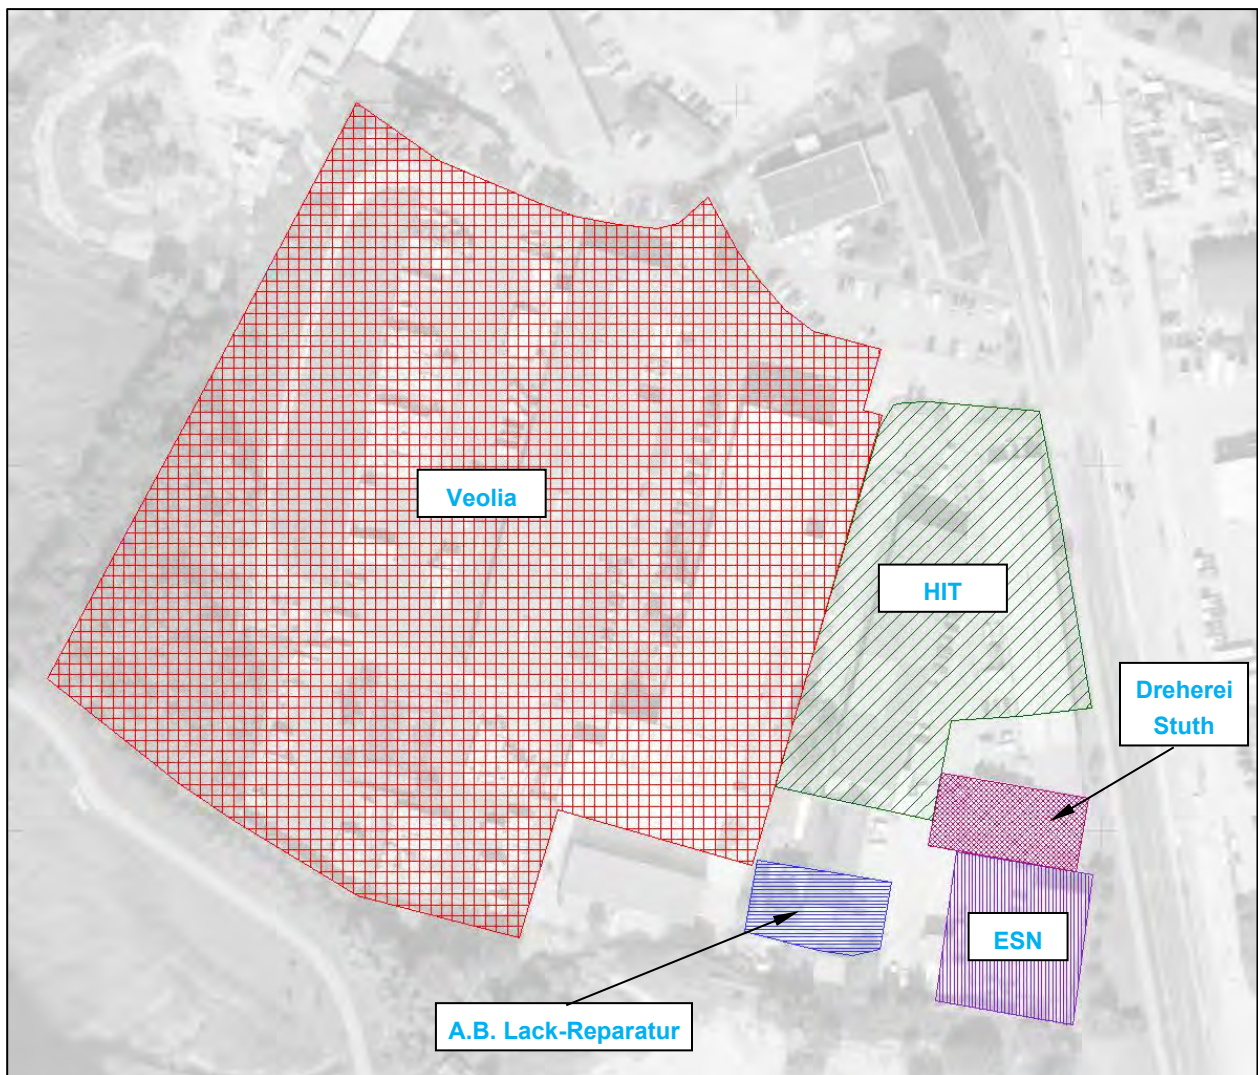 Veolia
HIT
Dreherei
Stuth
ESN
A.B. Lack-Reparatur